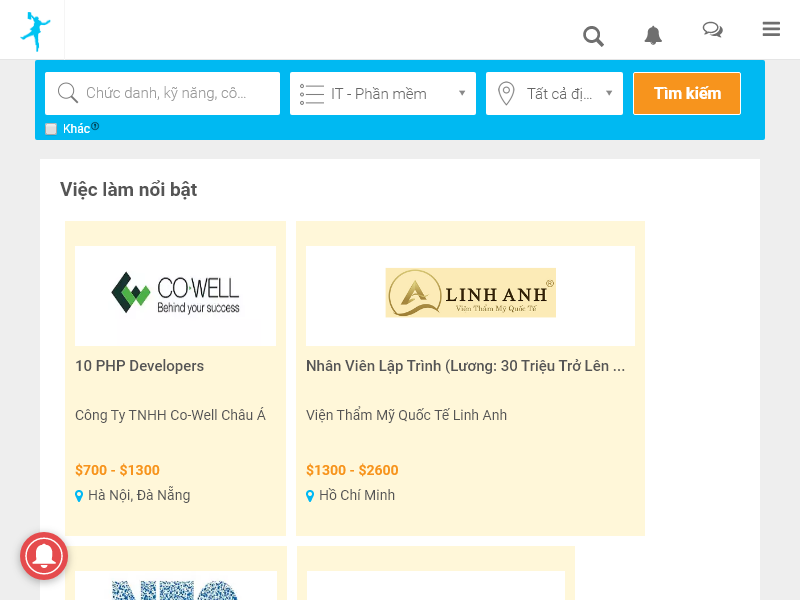 Chức danh, kỹ năng, cô...
IT - Phần mềm
Tất cả đị...
Tìm kiếm
Khác
Việc làm nổi bật
CO-WELL
Behind your success
LINH ANH®
Viện Thẩm Mỹ Quốc Tế
10 PHP Developers
Nhân Viên Lập Trình (Lương: 30 Triệu Trở Lên ...
Công Ty TNHH Co-Well Châu Á
Viện Thẩm Mỹ Quốc Tế Linh Anh
$700 - $1300
$1300 - $2600
Hà Nội, Đà Nẵng
Hồ Chí Minh